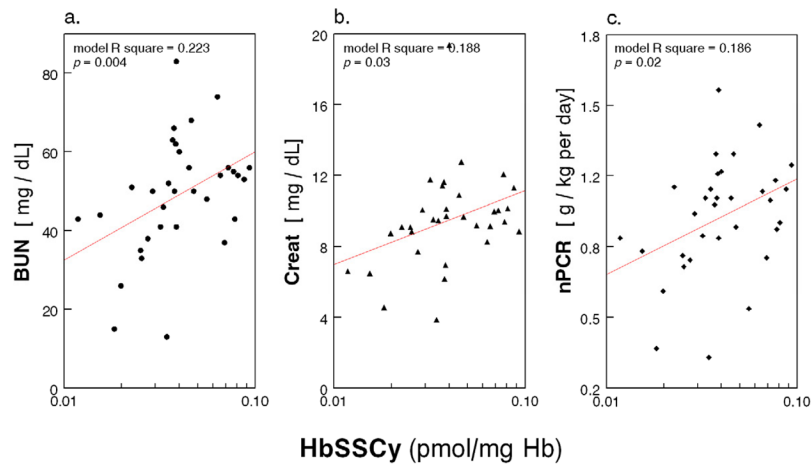 a.
model R square = 0.223
p = 0.004
BUN [ mg / dL]
80
60
40
20
0
0.01
0.10
b.
model R square = 0.188
p = 0.03
Creat [ mg / dL]
20
16
12
8
4
0
0.01
0.10
c.
model R square = 0.186
p = 0.02
nPCR [ g / kg per day]
1.8
1.5
1.2
0.8
0.5
0.2
0.01
0.10
HbSSCy (pmol/mg Hb)